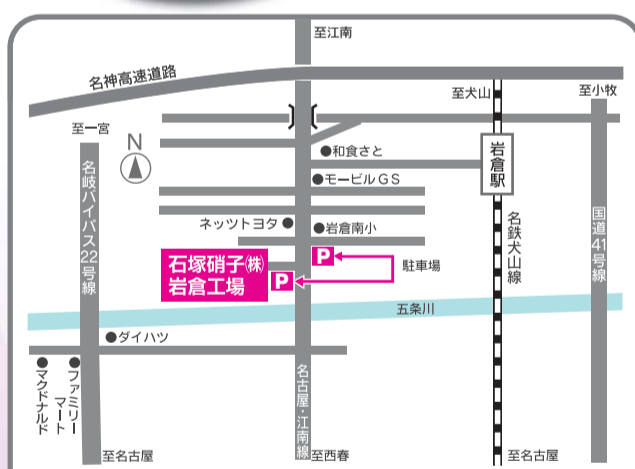 至江南
名神高速道路
至犬山
至小牧
至一宮
N
和食さと
岩倉駅
モービルGS
名岐バイパス22号線
ネッツトヨタ
岩倉南小
名鉄犬山線
国道41号線
石塚硝子㈱
岩倉工場
P
P
駐車場
五条川
ダイハツ
ファミリー
マート
マクドナルド
名古屋・江南線
至名古屋
至西春
至名古屋